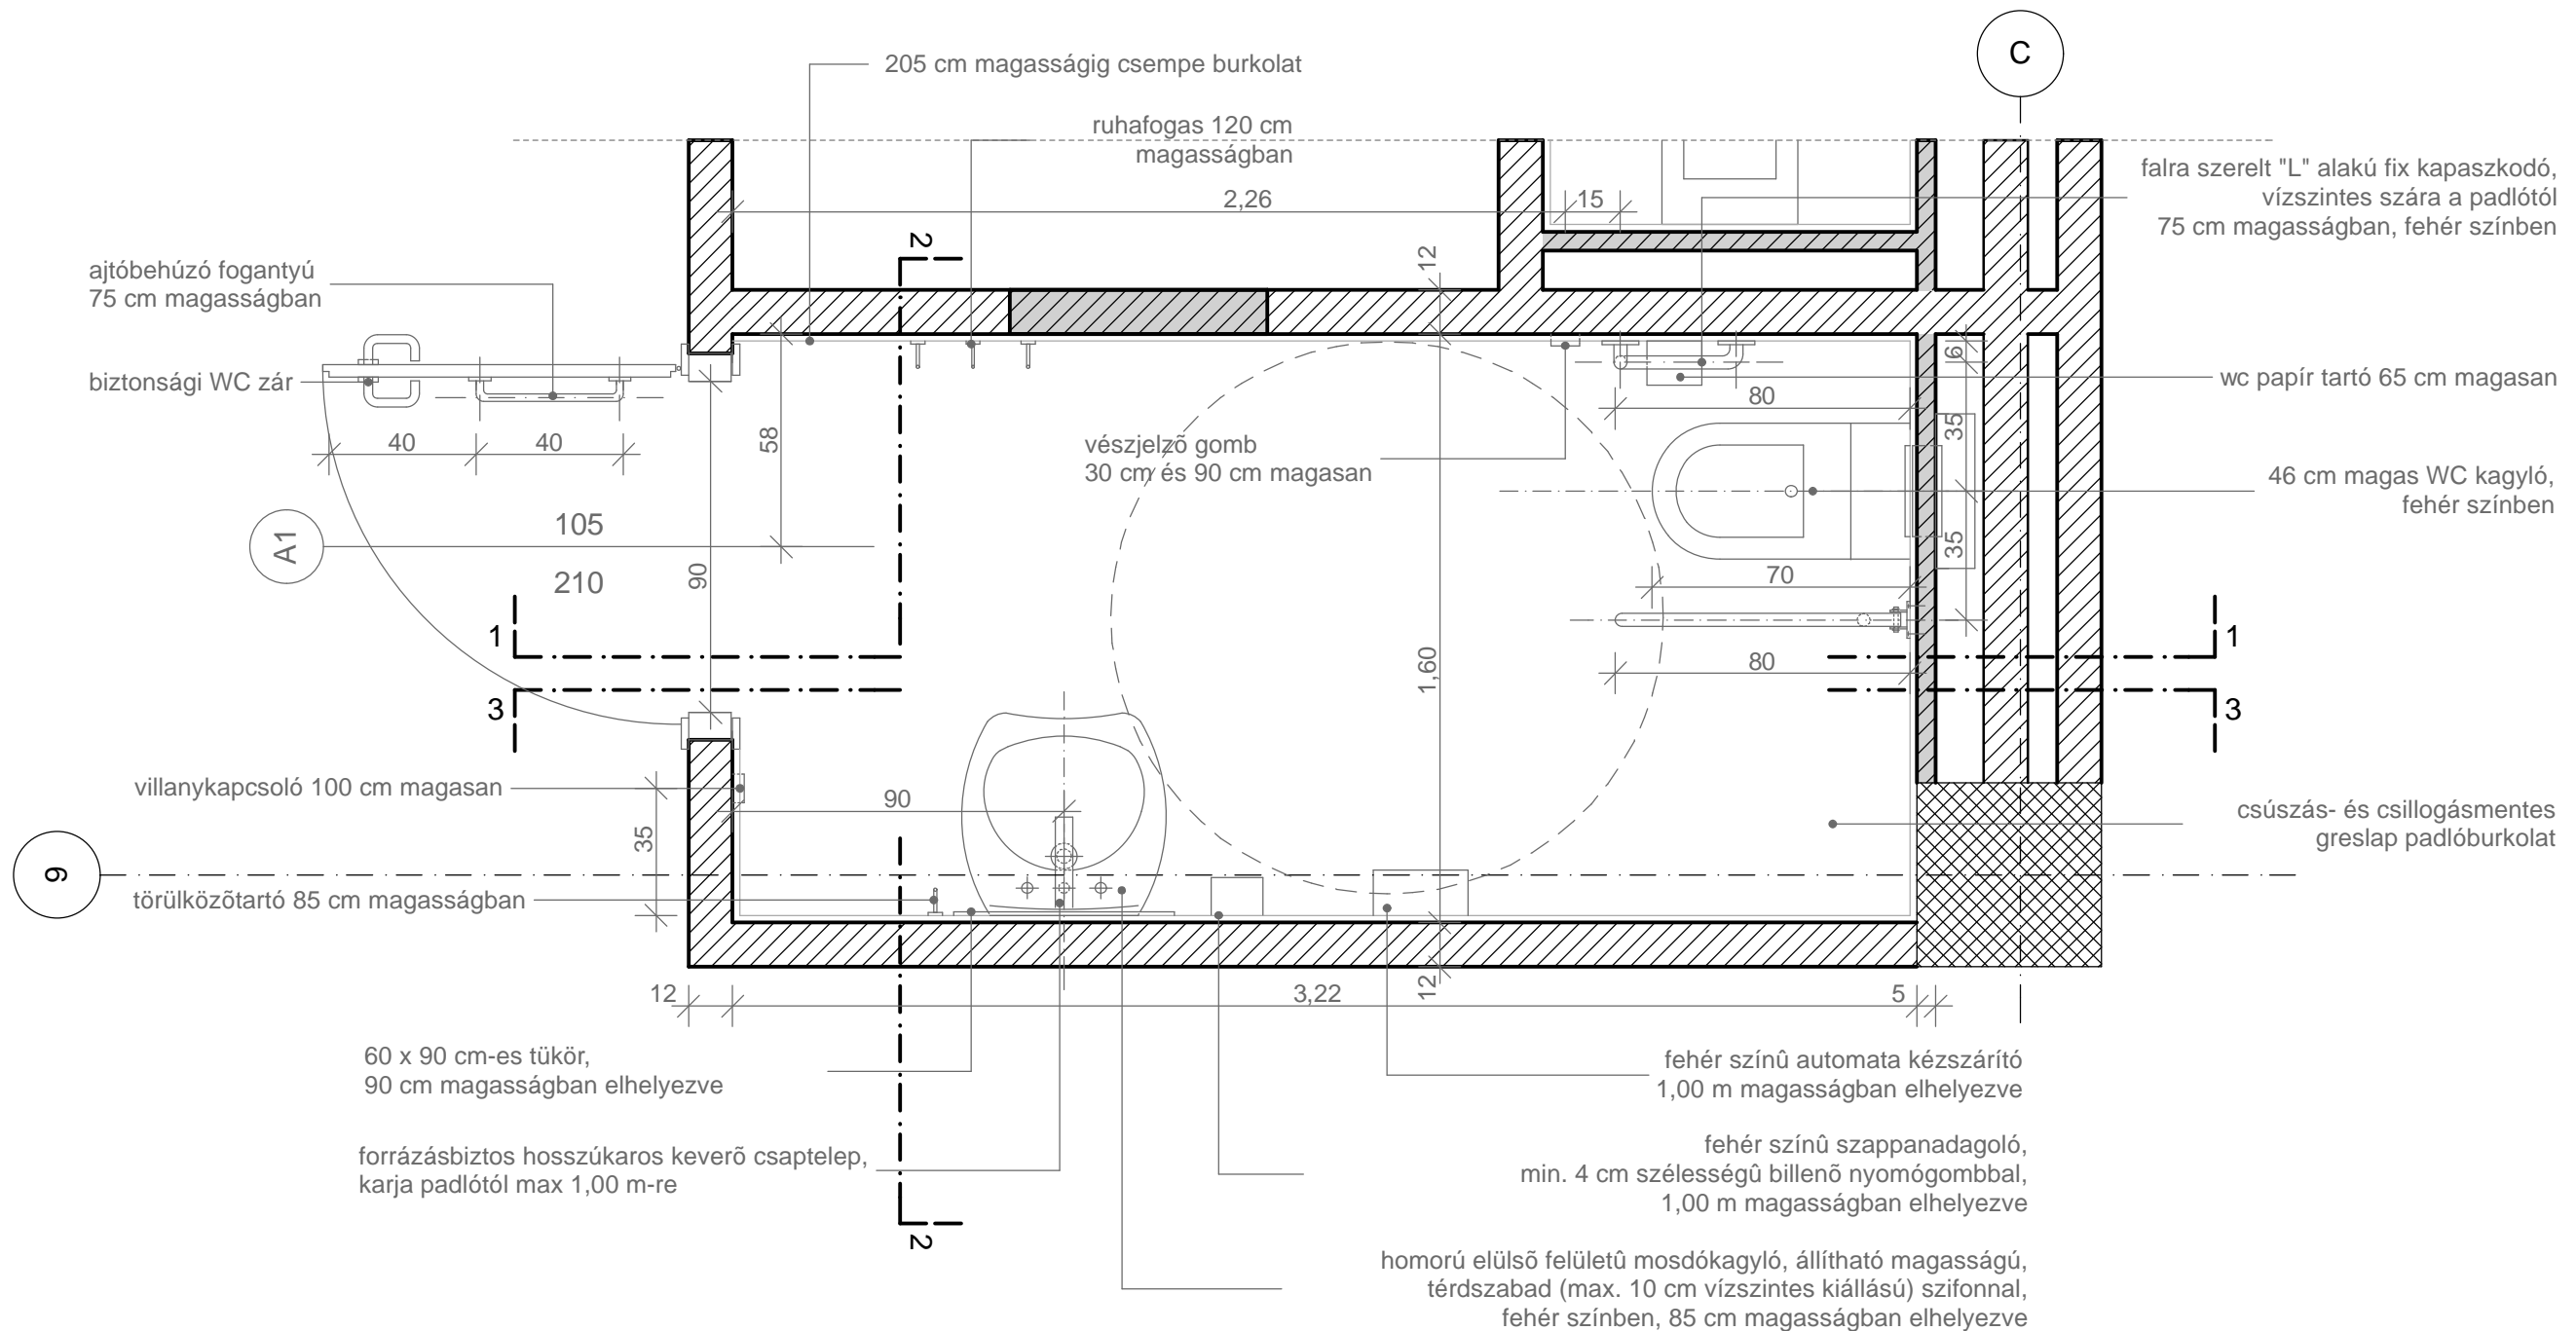 C
205 cm magasságig csempe burkolat
ruhafogas 120 cm
magasságban
falra szerelt "L" alakú fix kapaszkodó,
vízszintes szára a padlótól
75 cm magasságban, fehér színben
2,26
15
2
12
ajtóbehúzó fogantyú
75 cm magasságban
biztonsági WC zár
6
wc papír tartó 65 cm magasan
80
40
40
58
35
vészjelzõ gomb
30 cm és 90 cm magasan
46 cm magas WC kagyló,
fehér színben
A1
105
210
90
35
70
1
1
1,60
80
3
3
villanykapcsoló 100 cm magasan
90
35
csúszás- és csillogásmentes
greslap padlóburkolat
6
törülközõtartó 85 cm magasságban
12
3,22
12
5
60 x 90 cm-es tükör,
90 cm magasságban elhelyezve
fehér színû automata kézszárító
1,00 m magasságban elhelyezve
forrázásbiztos hosszúkaros keverõ csaptelep,
karja padlótól max 1,00 m-re
fehér színû szappanadagoló,
min. 4 cm szélességû billenõ nyomógombbal,
1,00 m magasságban elhelyezve
2
homorú elülsõ felületû mosdókagyló, állítható magasságú,
térdszabad (max. 10 cm vízszintes kiállású) szifonnal,
fehér színben, 85 cm magasságban elhelyezve